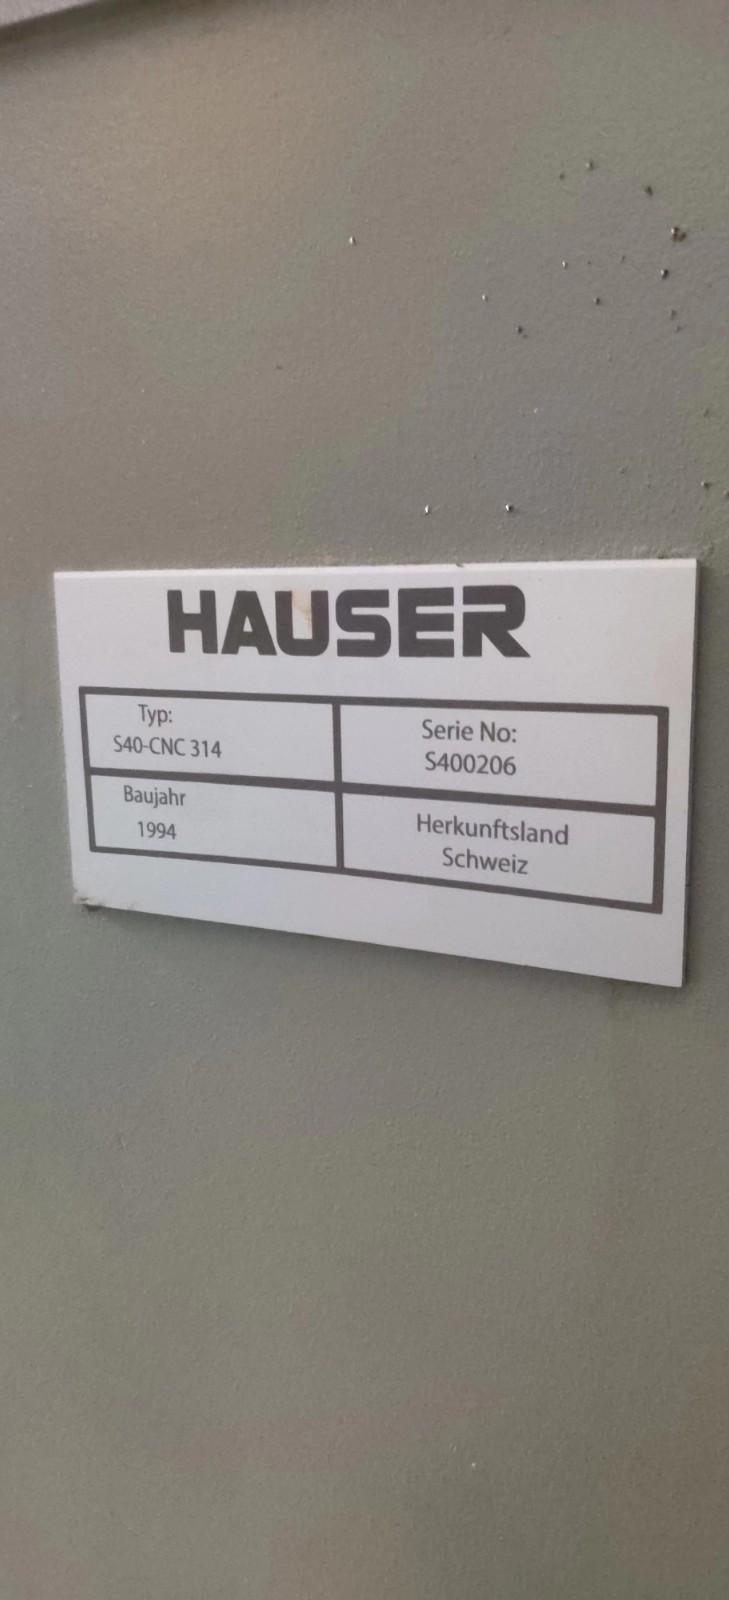 HAUSER
Typ:
S40-CNC 314
Serie No:
S400206
Baujahr
1994
Herkunftsland
Schweiz